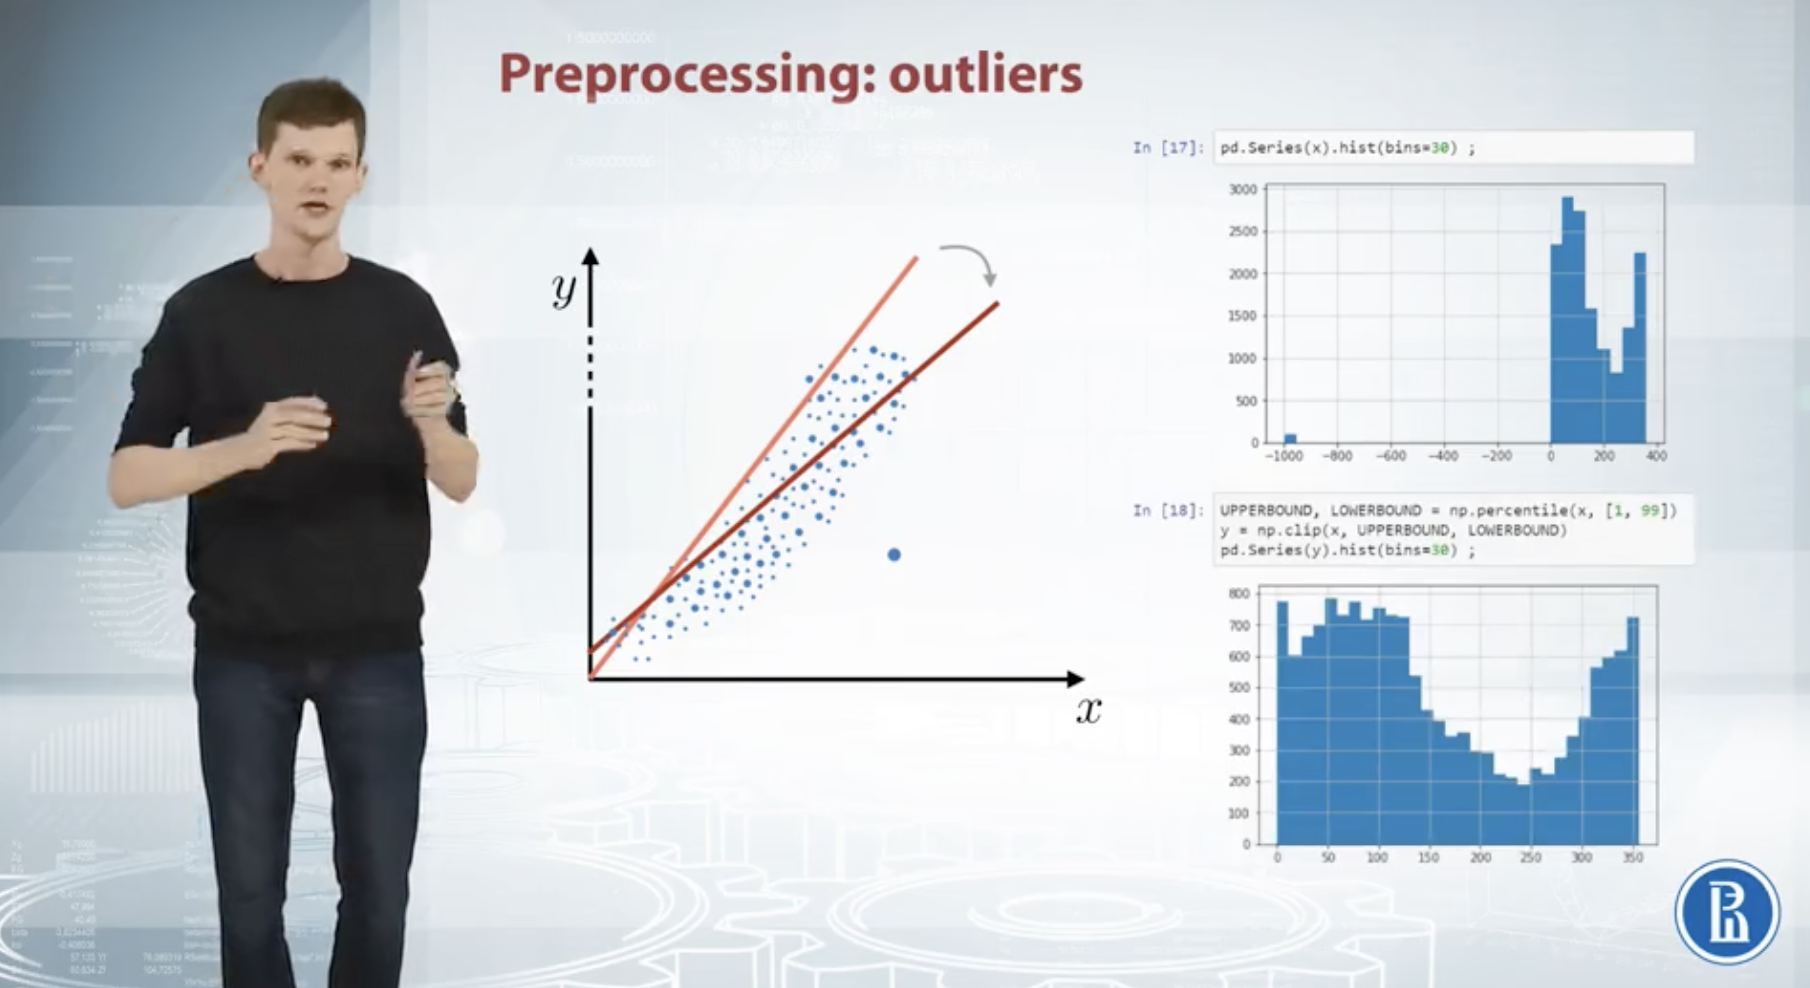 Preprocessing: outliers
y
x
In [17]: pd.Series(x).hist(bins=30) ;
3000
2500
2000
1500
1000
500
0
−1000 −800 −600 −400 −200 0 200 400
In [18]: UPPERBOUND, LOWERBOUND = np.percentile(x, [1, 99])
y = np.clip(x, UPPERBOUND, LOWERBOUND)
pd.Series(y).hist(bins=30) ;
800
700
600
500
400
300
200
100
0
0 50 100 150 200 250 300 350